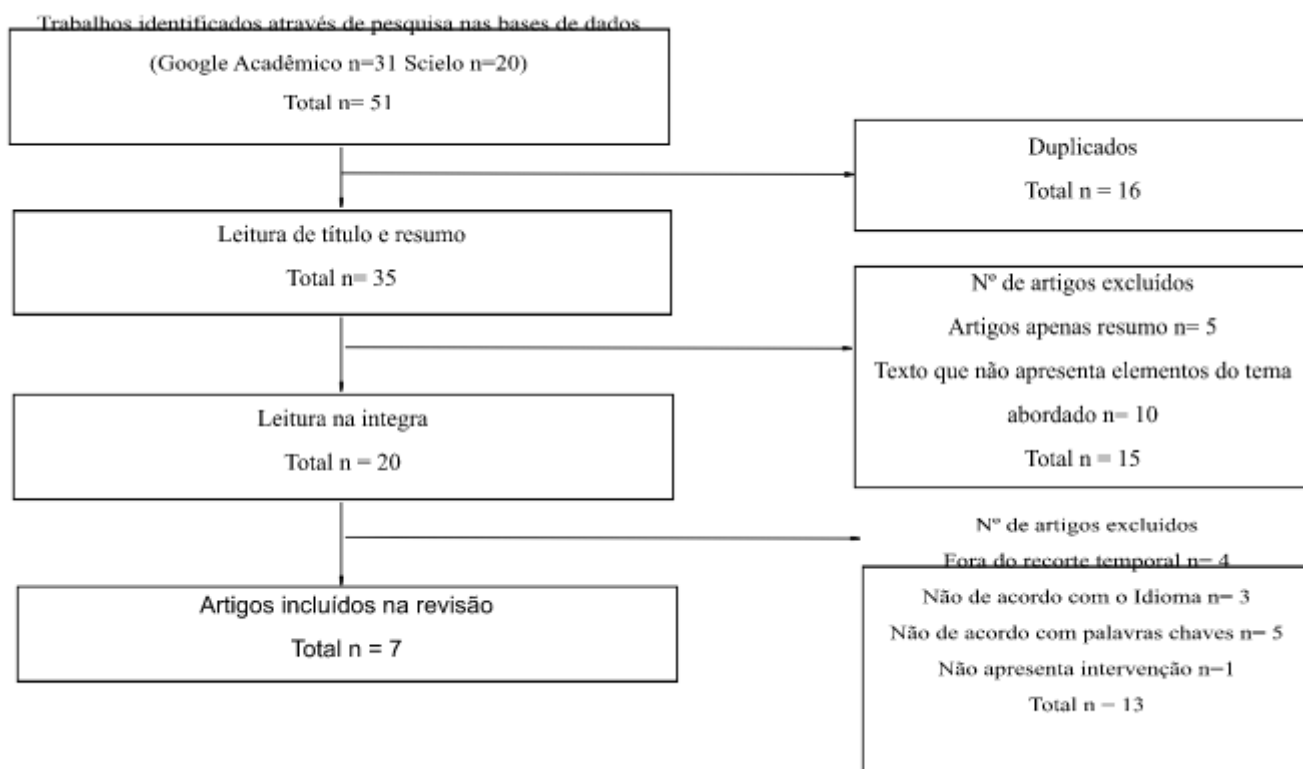 Trabalhos identificados através de pesquisa nas bases de dados
(Google Acadêmico n=31 Scielo n=20)
Total n= 51
Duplicados
Total n = 16
Leitura de título e resumo
Total n= 35
Nº de artigos excluídos
Artigos apenas resumo n= 5
Texto que não apresenta elementos do tema
abordado n= 10
Total n = 15
Leitura na integra
Total n = 20
Nº de artigos excluidos
Fora do recorte temporal n= 4
Não de acordo com o Idioma n= 3
Não de acordo com palavras chaves n= 5
Não apresenta intervenção n=1
Total n = 13
Artigos incluídos na revisão
Total n = 7